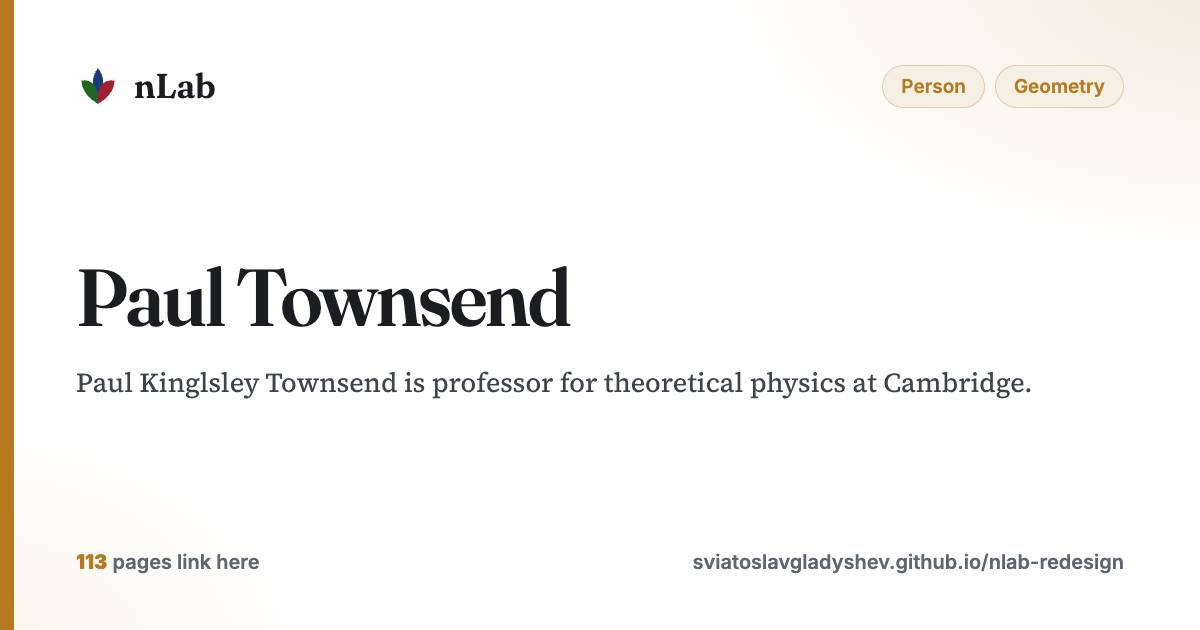 nLab
Person
Geometry
Paul Townsend
Paul Kinglsley Townsend is professor for theoretical physics at Cambridge.
113 pages link here
sviatoslavgladyshev.github.io/nlab-redesign